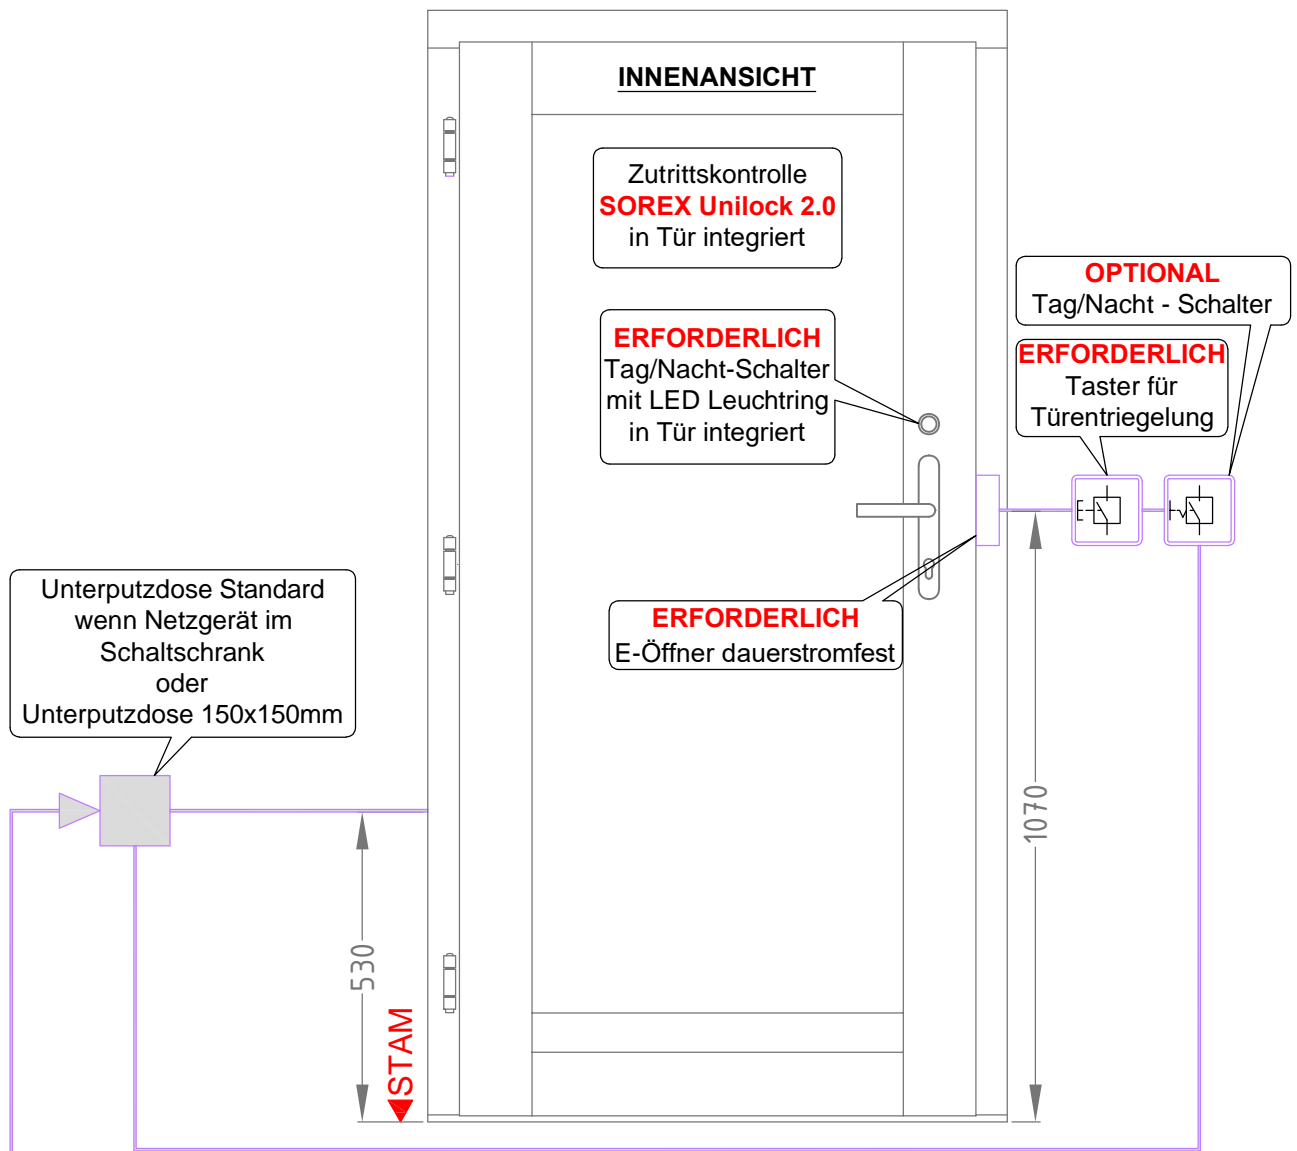 INNENANSICHT
Zutrittskontrolle
SOREX Unilock 2.0
in Tür integriert
OPTIONAL
Tag/Nacht - Schalter
ERFORDERLICH
Tag/Nacht-Schalter
mit LED Leuchtring
in Tür integriert
ERFORDERLICH
Taster für
Türentriegelung
Unterputzdose Standard
wenn Netzgerät im
Schaltschrank
oder
Unterputzdose 150x150mm
ERFORDERLICH
E-Öffner dauerstromfest
1070
530
STAM